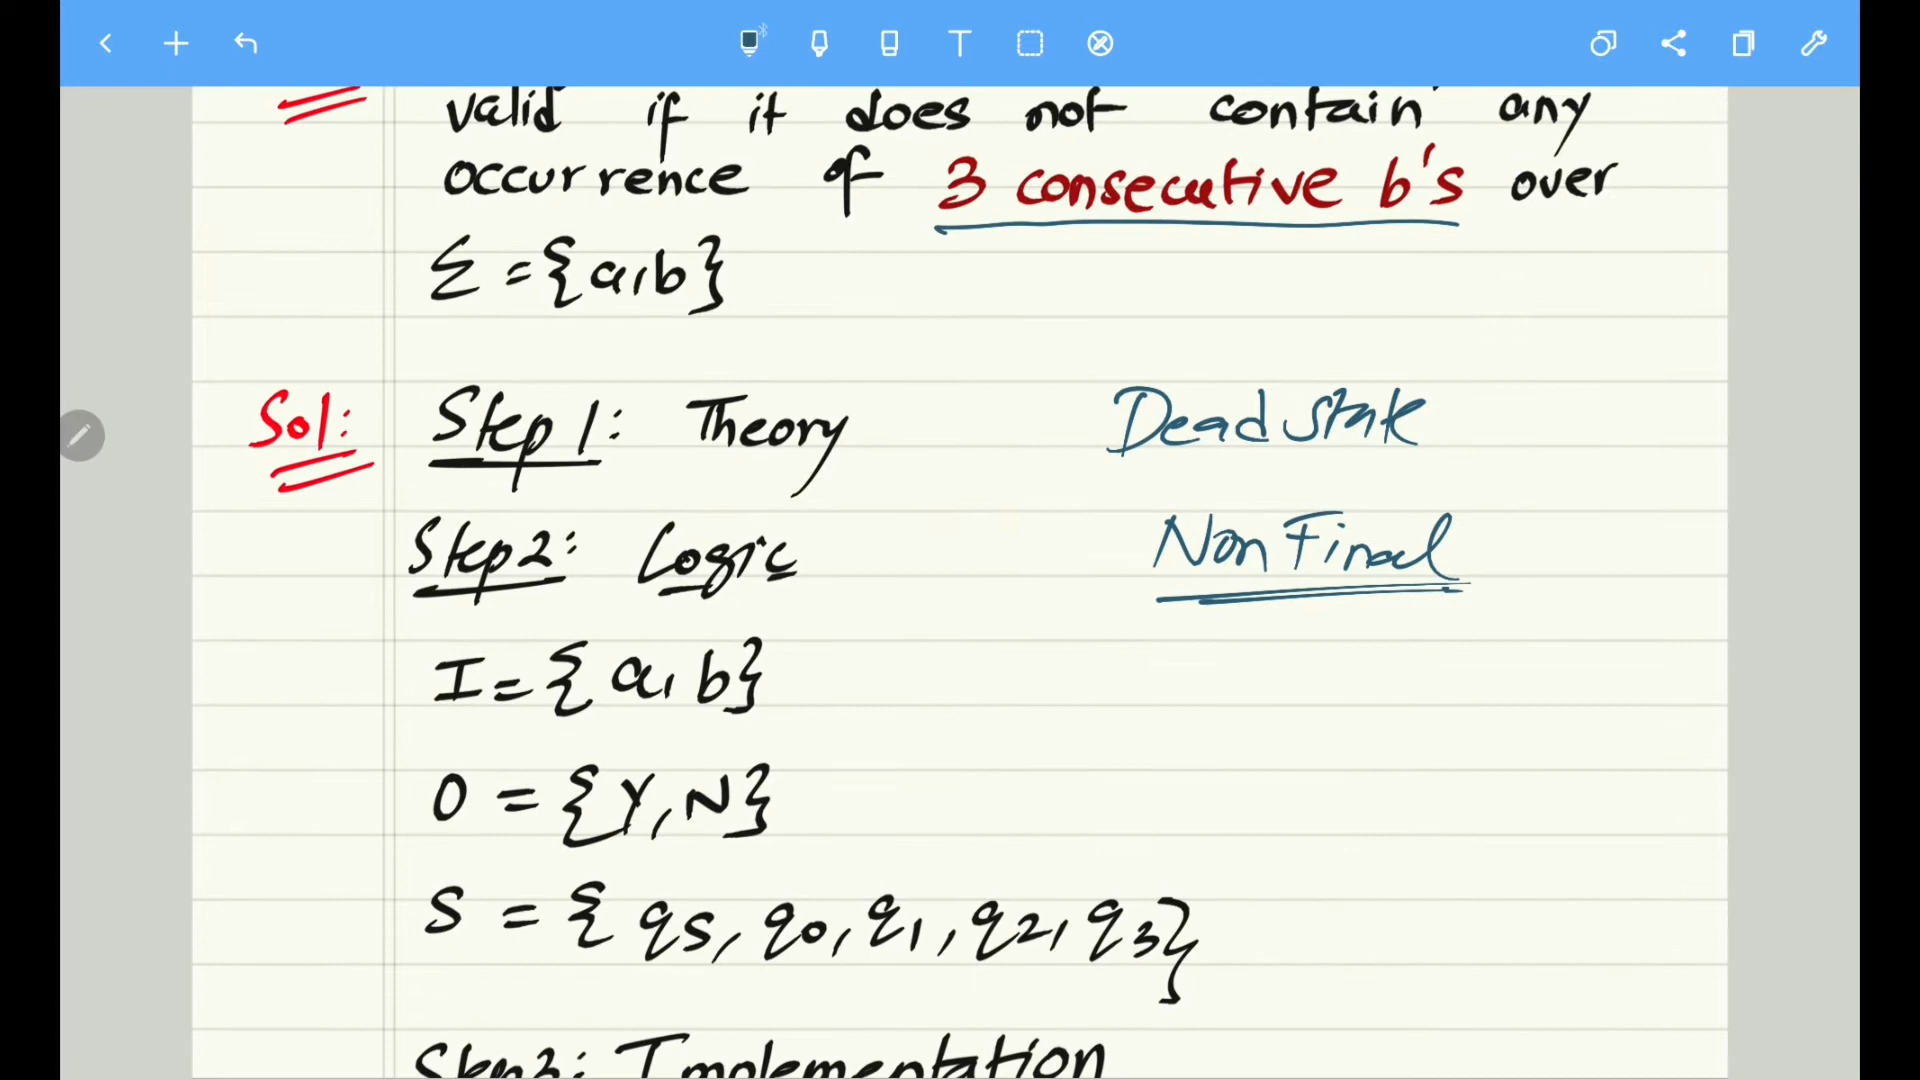 valid if it does not contain any
occurrence of 3 consecutive b's over
Σ = {a,b}
Sol: Step 1: Theory
Dead State
Step 2: Logic
Non Final
I = {a, b}
O = {Y, N}
S = { qs, q0, q1, q2, q3}
Step 3: Implementation
T